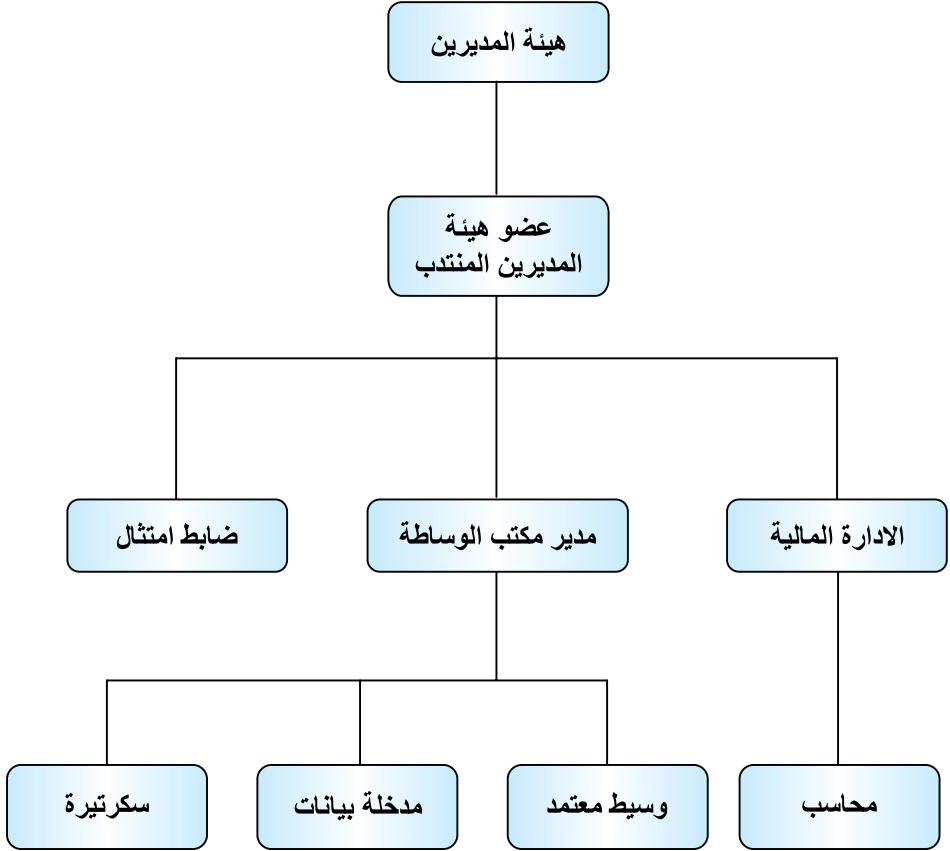 هيئة المديرين
عضو هيئة
المديرين المنتدب
الادارة المالية
مدير مكتب الوساطة
ضابط امتثال
محاسب
وسيط معتمد
مدخلة بيانات
سكرتيرة